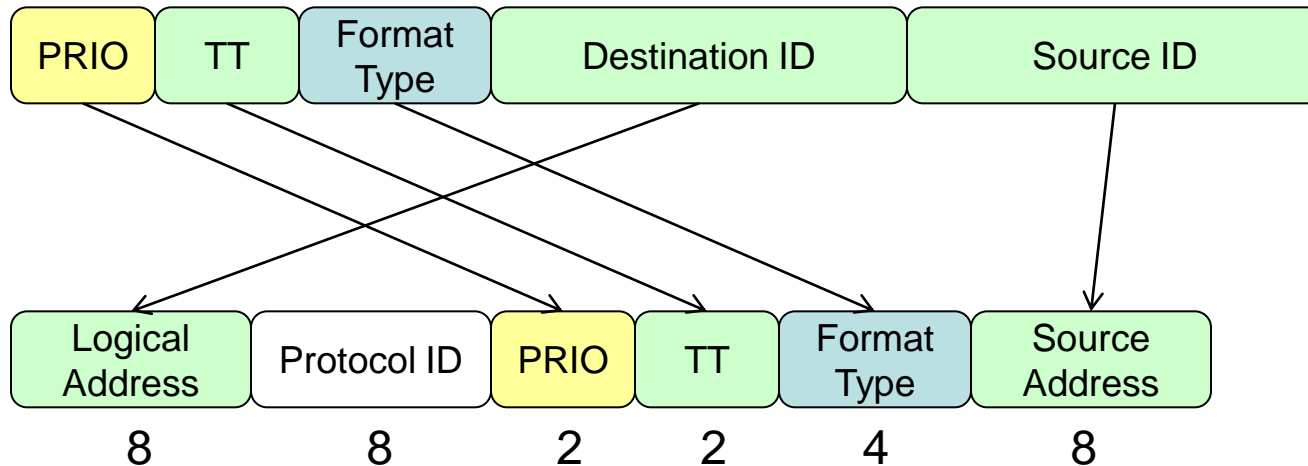 PRIO TT Format Type Destination ID Source ID
Logical Address Protocol ID PRIO TT Format Type Source Address
8 8 2 2 4 8